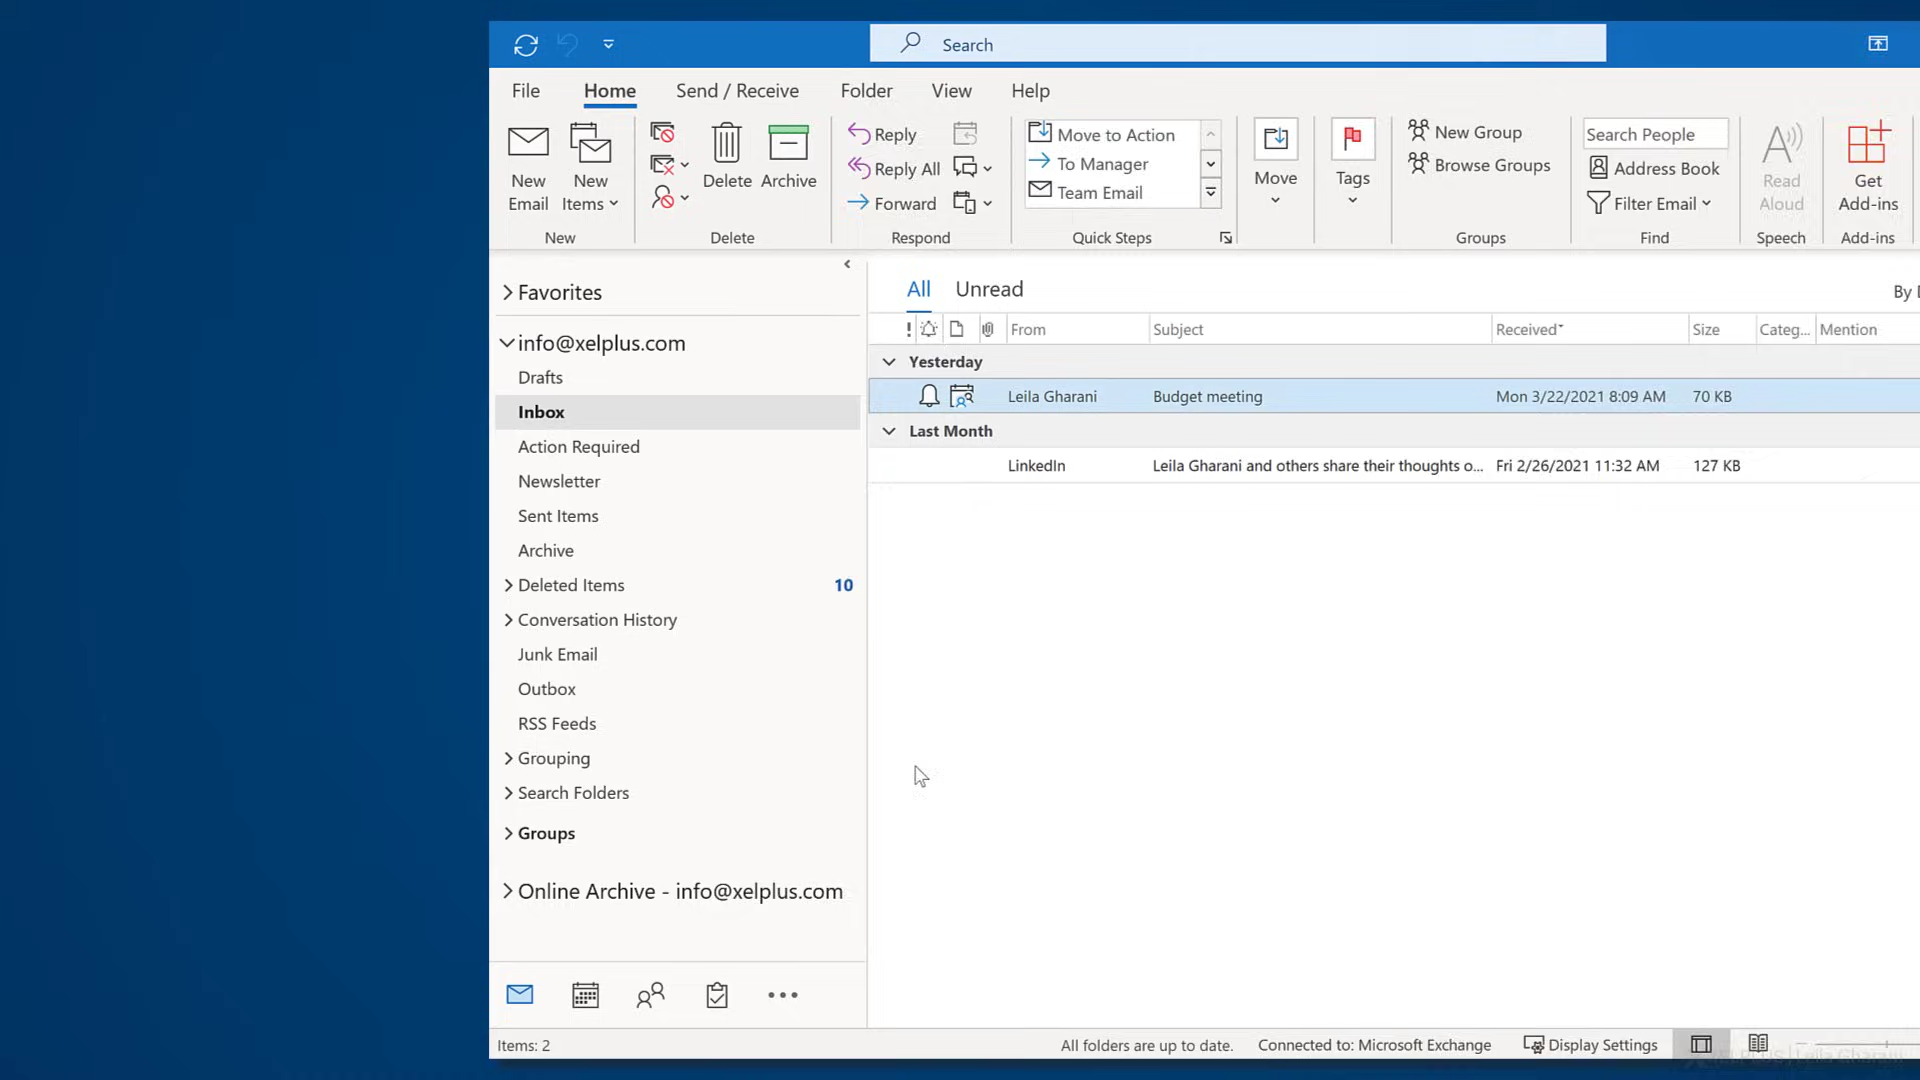 Search
File Home Send / Receive Folder View Help
New Email
New Items
Delete
Archive
Reply
Reply All
Forward
Move to Action
To Manager
Team Email
Move
Tags
New Group
Browse Groups
Search People
Address Book
Filter Email
Read Aloud
Get Add-ins
New Delete Respond Quick Steps Groups Find Speech Add-ins
Favorites
info@xelplus.com
Drafts
Inbox
Action Required
Newsletter
Sent Items
Archive
Deleted Items 10
Conversation History
Junk Email
Outbox
RSS Feeds
Grouping
Search Folders
Groups
Online Archive - info@xelplus.com
All Unread By
! From Subject Received Size Categ... Mention
Yesterday
Leila Gharani Budget meeting Mon 3/22/2021 8:09 AM 70 KB
Last Month
LinkedIn Leila Gharani and others share their thoughts o... Fri 2/26/2021 11:32 AM 127 KB
Items: 2 All folders are up to date. Connected to: Microsoft Exchange Display Settings